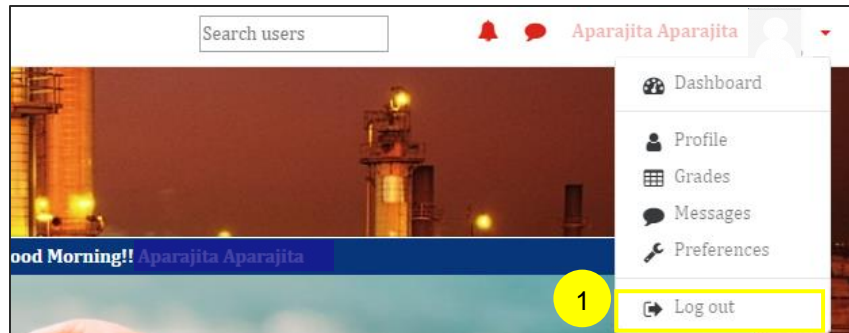 Search users
Aparajita Aparajita
Dashboard
Profile
Grades
Messages
Preferences
ood Morning!! Aparajita Aparajita
1
Log out